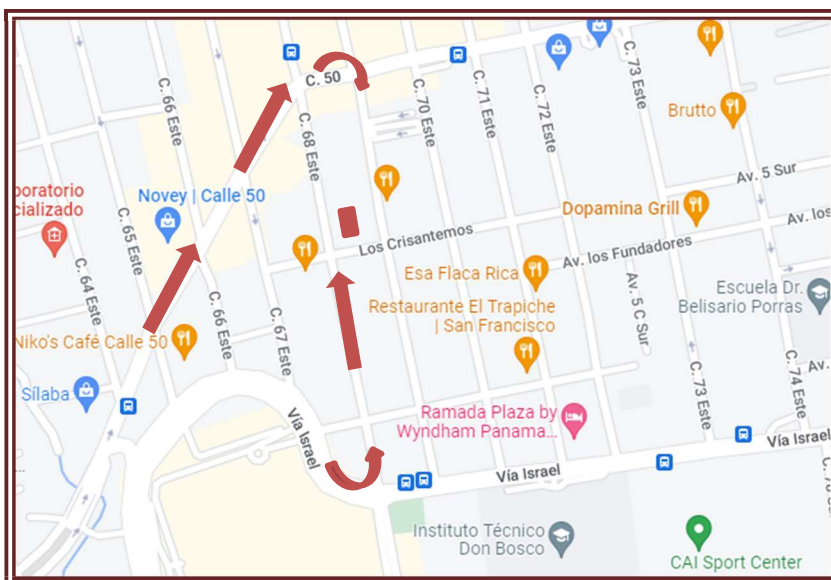 C. 50
C. 66 Este
C. 68 Este
C. 70 Este
C. 71 Este
C. 72 Este
C. 73 Este
Brutto
Av. 5 Sur
boratorio
cializado
Novey | Calle 50
Dopamina Grill
Av. los
C. 65 Este
C. 64 Este
C. 66 Este
Los Crisantemos
Av. los Fundadores
Esa Flaca Rica
Restaurante El Trapiche
| San Francisco
Av. 5 C Sur
Escuela Dr.
Belisario Porras
Niko's Café Calle 50
C. 67 Este
Sílaba
Vía Israel
Ramada Plaza by
Wyndham Panama...
C. 73 Este
C. 74 Este
Av.
Vía Israel
Vía Israel
Instituto Técnico
Don Bosco
CAI Sport Center